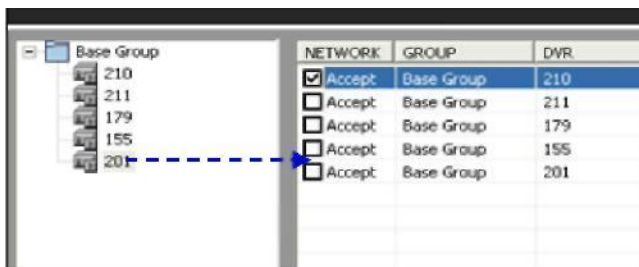 Base Group
210
211
179
155
201
NETWORK GROUP DVR
Accept Base Group 210
Accept Base Group 211
Accept Base Group 179
Accept Base Group 155
Accept Base Group 201